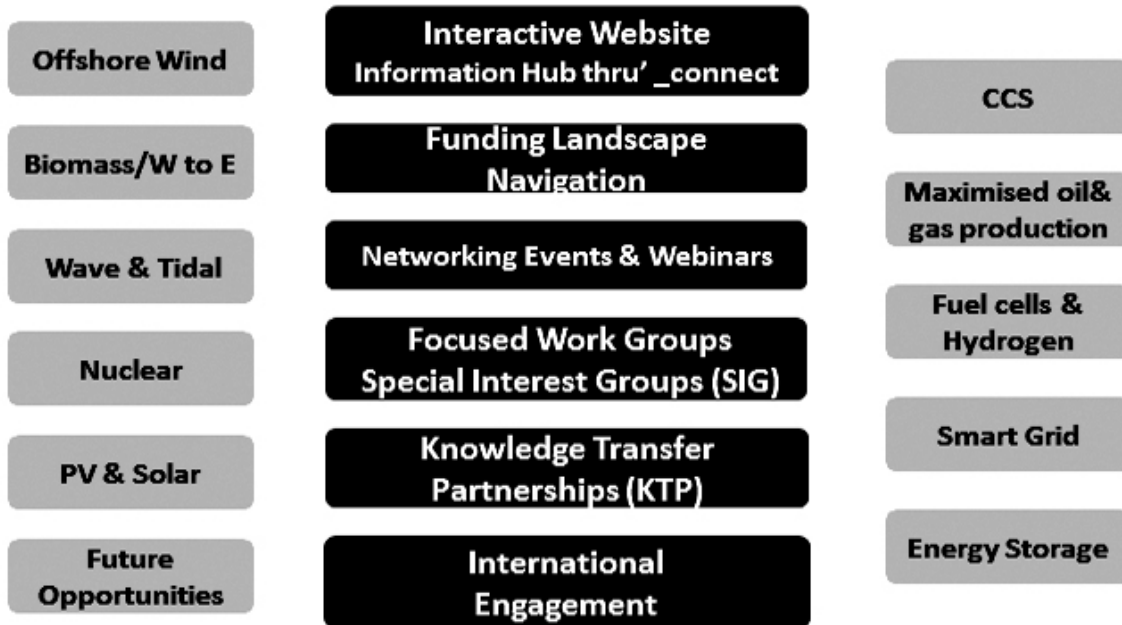 Offshore Wind
Biomass/W to E
Wave & Tidal
Nuclear
PV & Solar
Future
Opportunities
Interactive Website
Information Hub thru' _connect
Funding Landscape
Navigation
Networking Events & Webinars
Focused Work Groups
Special Interest Groups (SIG)
Knowledge Transfer
Partnerships (KTP)
International
Engagement
CCS
Maximised oil&
gas production
Fuel cells &
Hydrogen
Smart Grid
Energy Storage